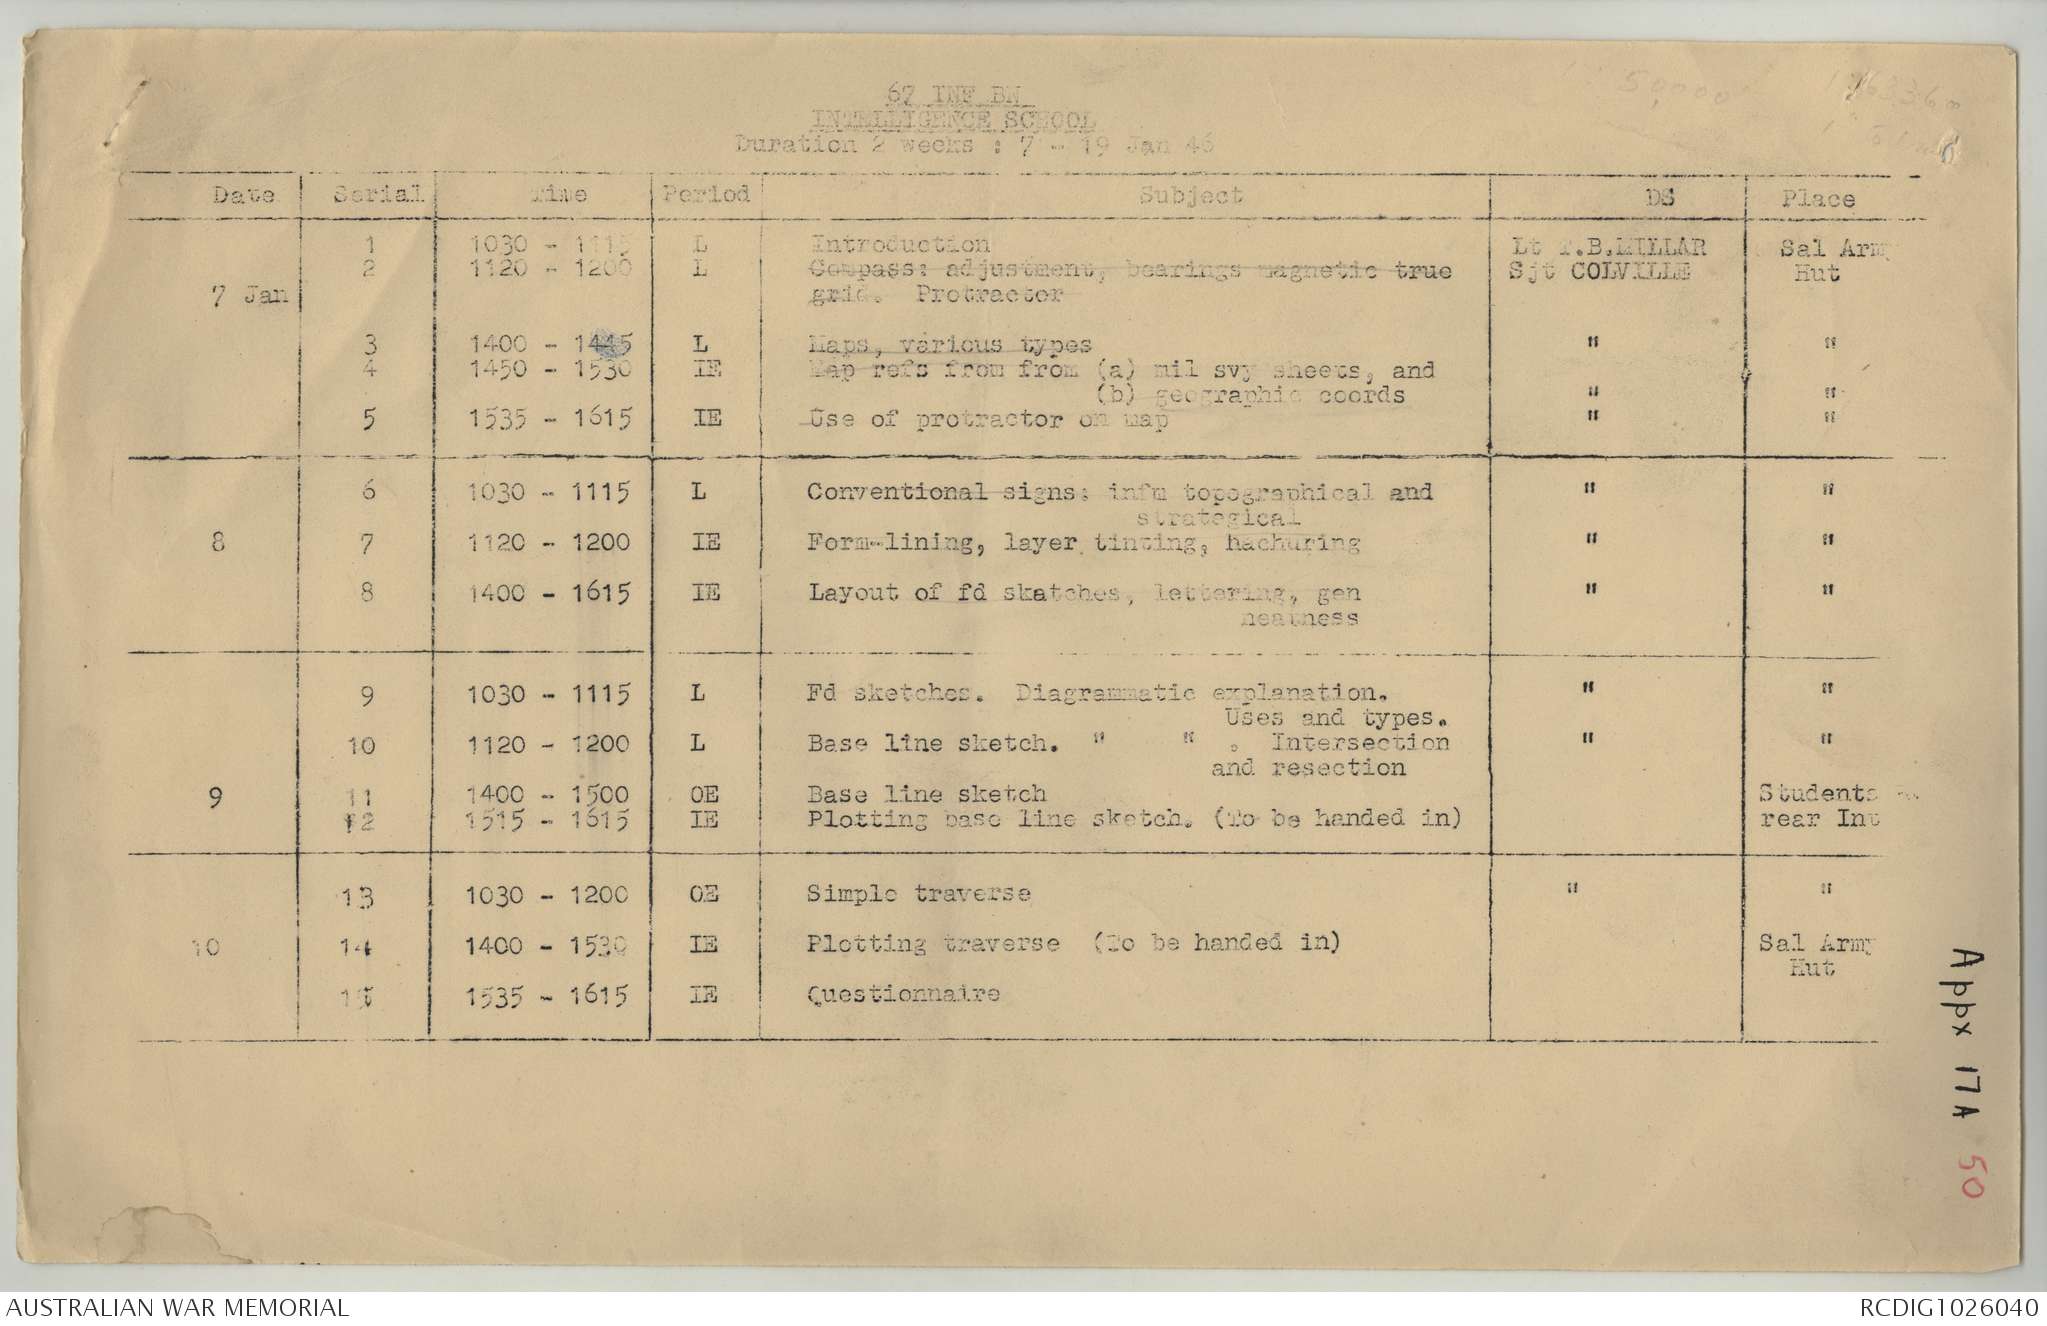 67 INF BN
INTELLIGENCE SCHOOL
Duration 2 weeks : 7 - 19 Jan 46
Date Serial Time Period Subject DS Place
1 1030 - 1115 L Introduction Lt T.B.MILLAR Sal Army
2 1120 - 1200 L Compass: adjustment, bearings magnetic true Sjt COLVILLE Hut
7 Jan grid. Protractor
3 1400 - 1445 L Maps, various types " "
4 1450 - 1530 IE Map refs from from (a) mil svy sheets, and
(b) geographic coords " "
5 1535 - 1615 IE Use of protractor on map " "
6 1030 - 1115 L Conventional signs: infm topographical and " "
strategical
8 7 1120 - 1200 IE Form-lining, layer tinting, hachuring " "
8 1400 - 1615 IE Layout of fd skatches, lettering, gen " "
neatness
9 1030 - 1115 L Fd sketches. Diagrammatic explanation. " "
Uses and types.
10 1120 - 1200 L Base line sketch. " " . Intersection " "
and resection
9 11 1400 - 1500 OE Base line sketch Students
12 1515 - 1615 IE Plotting base line sketch. (To be handed in) rear Int
13 1030 - 1200 OE Simple traverse " "
10 14 1400 - 1530 IE Plotting traverse (To be handed in) Sal Army
Hut
15 1535 - 1615 IE Questionnaire
Appx 17A
50
AUSTRALIAN WAR MEMORIAL RCDIG1026040